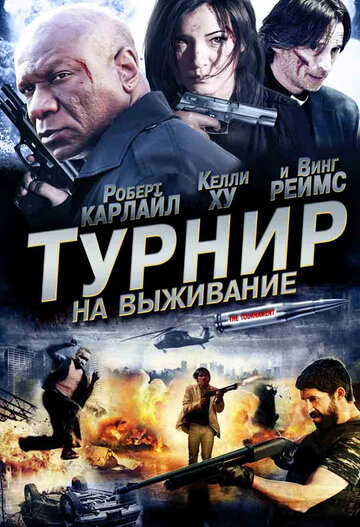 РОБЕРТ КАРЛАЙЛ
КЕЛЛИ ХУ
И ВИНГ РЕЙМС
ТУРНИР
НА ВЫЖИВАНИЕ
THE TOURNAMENT